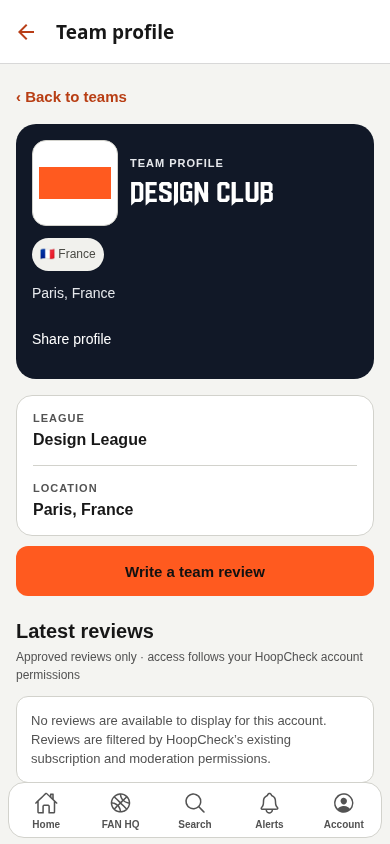 Team profile
‹ Back to teams
TEAM PROFILE
DESIGN CLUB
🇫🇷 France
Paris, France
Share profile
LEAGUE
Design League
LOCATION
Paris, France
Write a team review
Latest reviews
Approved reviews only · access follows your HoopCheck account
permissions
No reviews are available to display for this account.
Reviews are filtered by HoopCheck's existing
subscription and moderation permissions.
Home FAN HQ Search Alerts Account